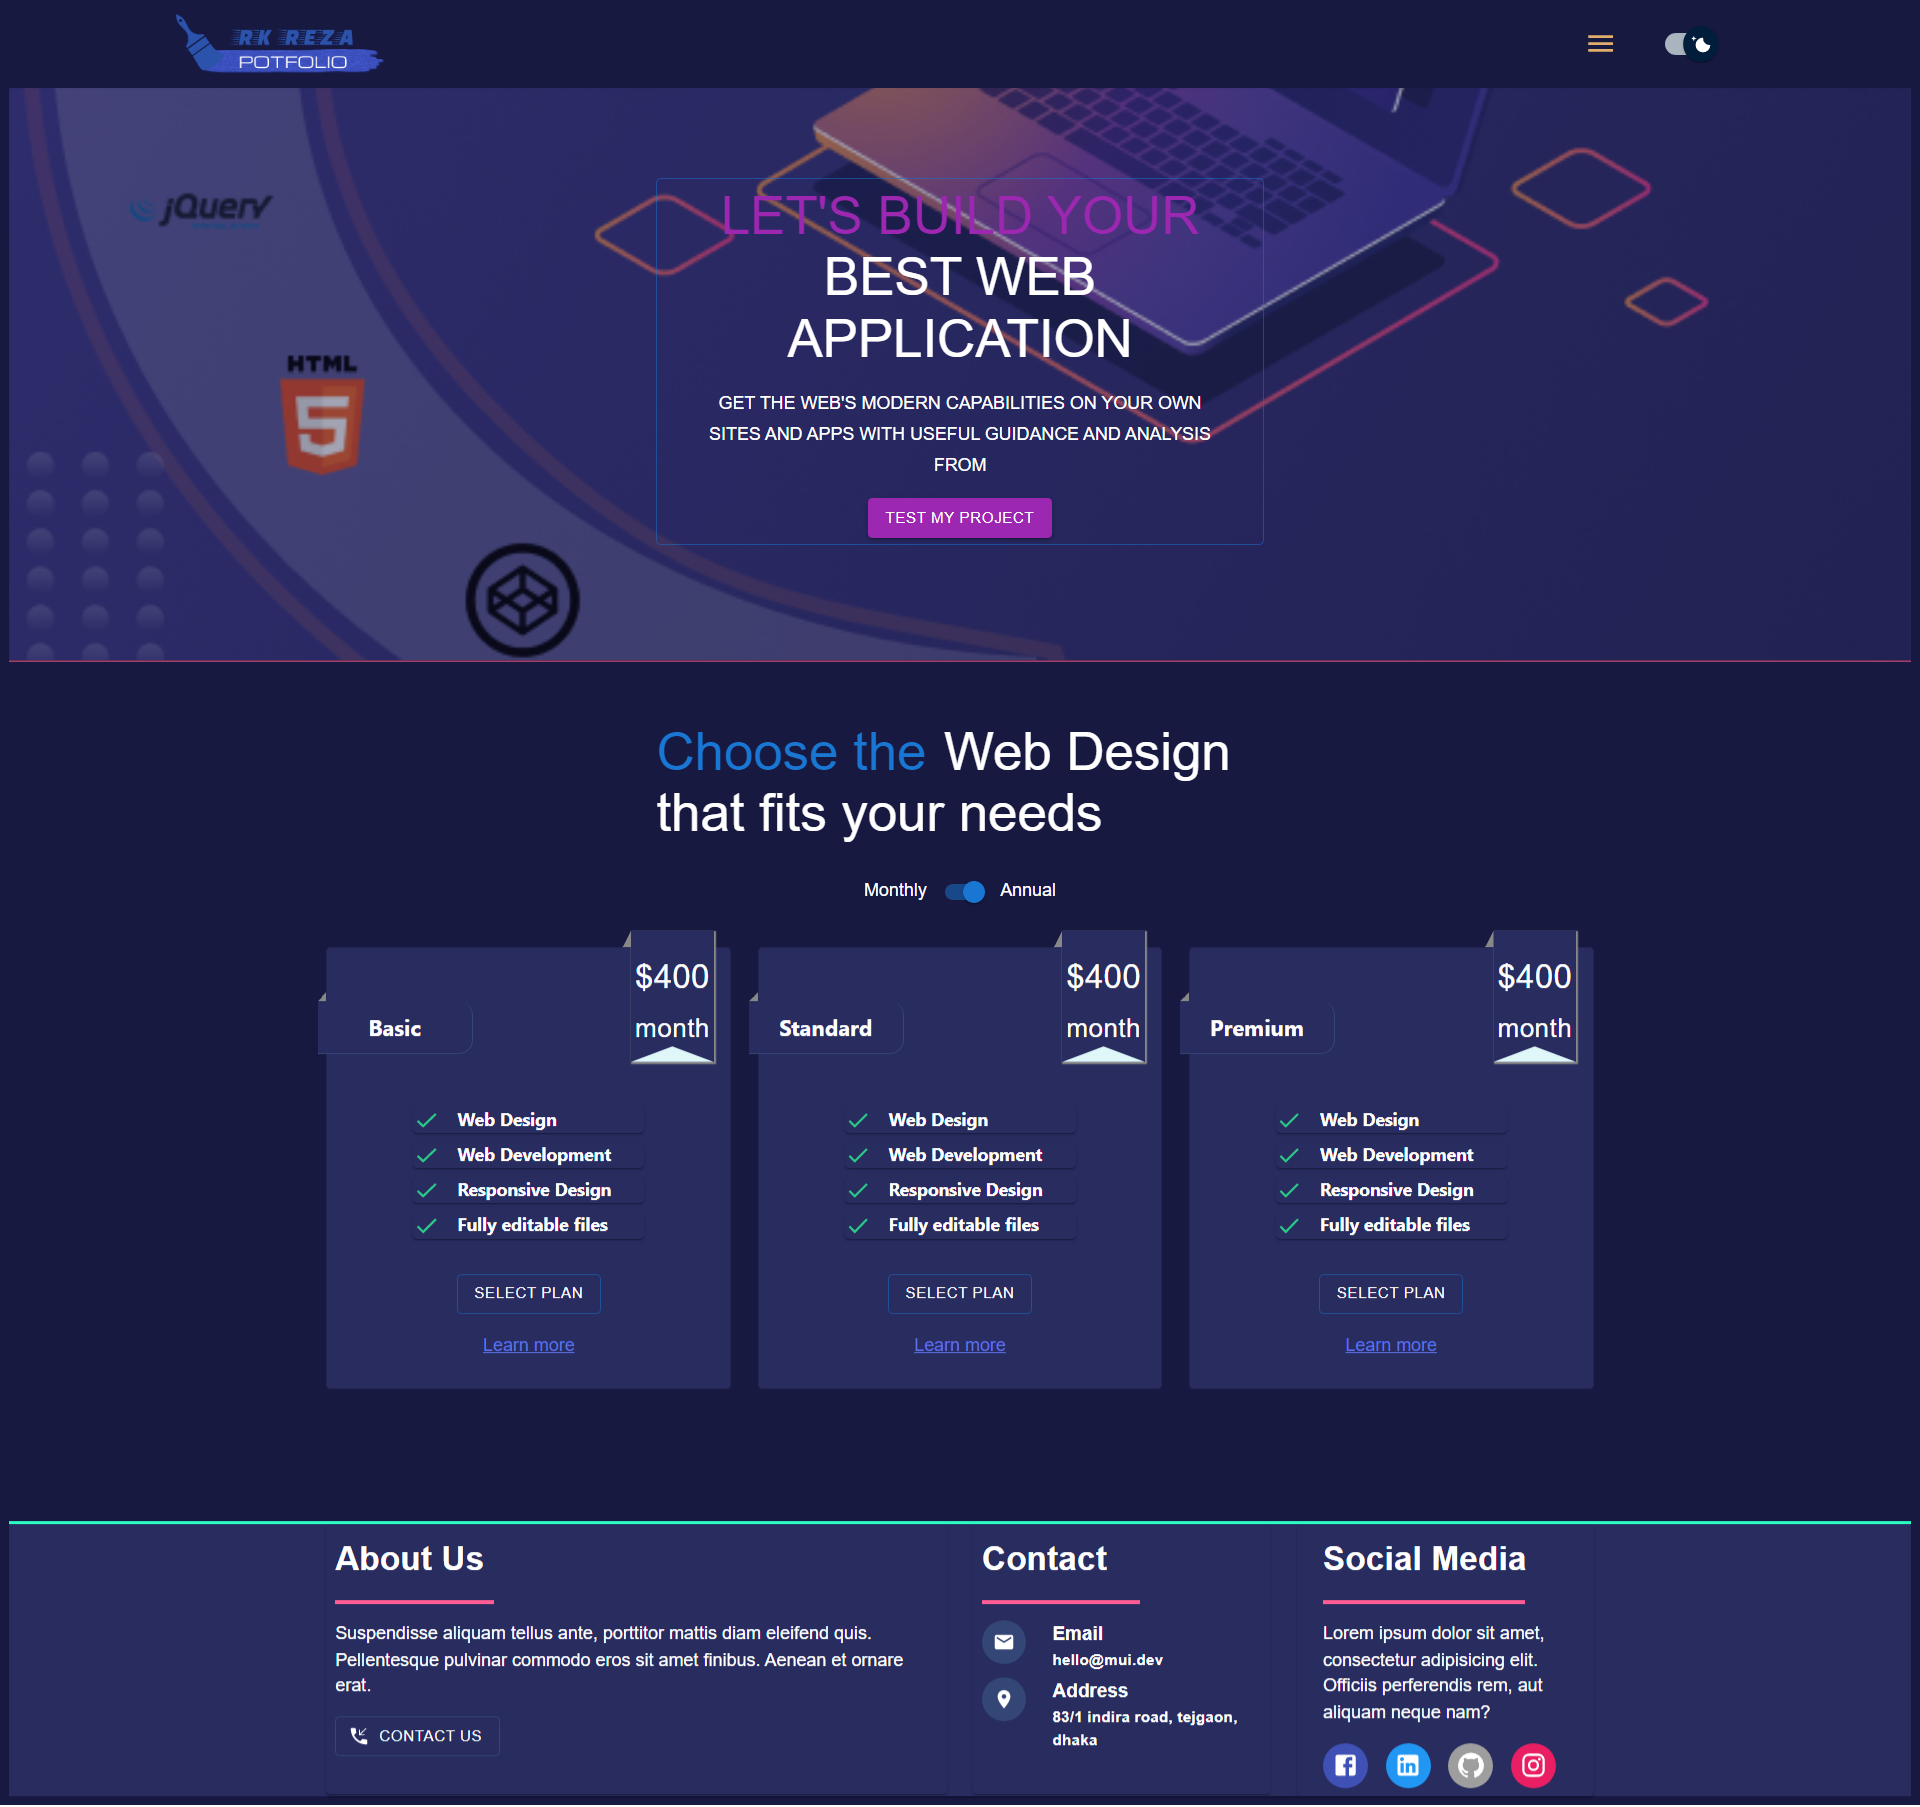 RK REZA
POTFOLIO
jQuery
HTML
5
LET'S BUILD YOUR
BEST WEB
APPLICATION
GET THE WEB'S MODERN CAPABILITIES ON YOUR OWN
SITES AND APPS WITH USEFUL GUIDANCE AND ANALYSIS
FROM
TEST MY PROJECT
Choose the Web Design
that fits your needs
Monthly Annual
$400
month
Basic
Web Design
Web Development
Responsive Design
Fully editable files
SELECT PLAN
Learn more
$400
month
Standard
Web Design
Web Development
Responsive Design
Fully editable files
SELECT PLAN
Learn more
$400
month
Premium
Web Design
Web Development
Responsive Design
Fully editable files
SELECT PLAN
Learn more
About Us
Suspendisse aliquam tellus ante, porttitor mattis diam eleifend quis.
Pellentesque pulvinar commodo eros sit amet finibus. Aenean et ornare
erat.
CONTACT US
Contact
Email
hello@mui.dev
Address
83/1 indira road, tejgaon,
dhaka
Social Media
Lorem ipsum dolor sit amet,
consectetur adipisicing elit.
Officiis perferendis rem, aut
aliquam neque nam?